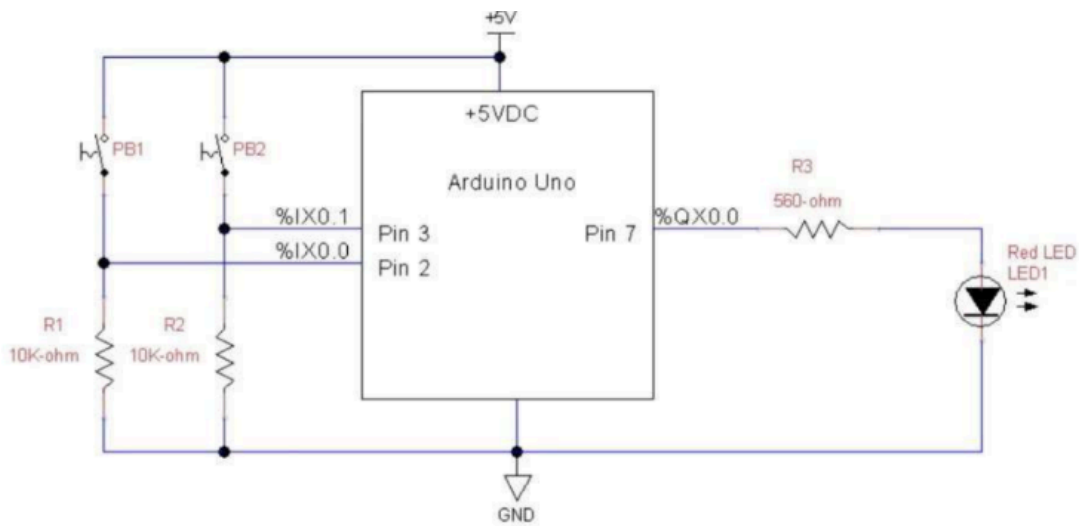 +5V
+5VDC
PB1
PB2
Arduino Uno
R3
560-ohm
%IX0.1
%QX0.0
Pin 3
Pin 7
%IX0.0
Pin 2
Red LED
LED1
R1
R2
10K-ohm
10K-ohm
GND